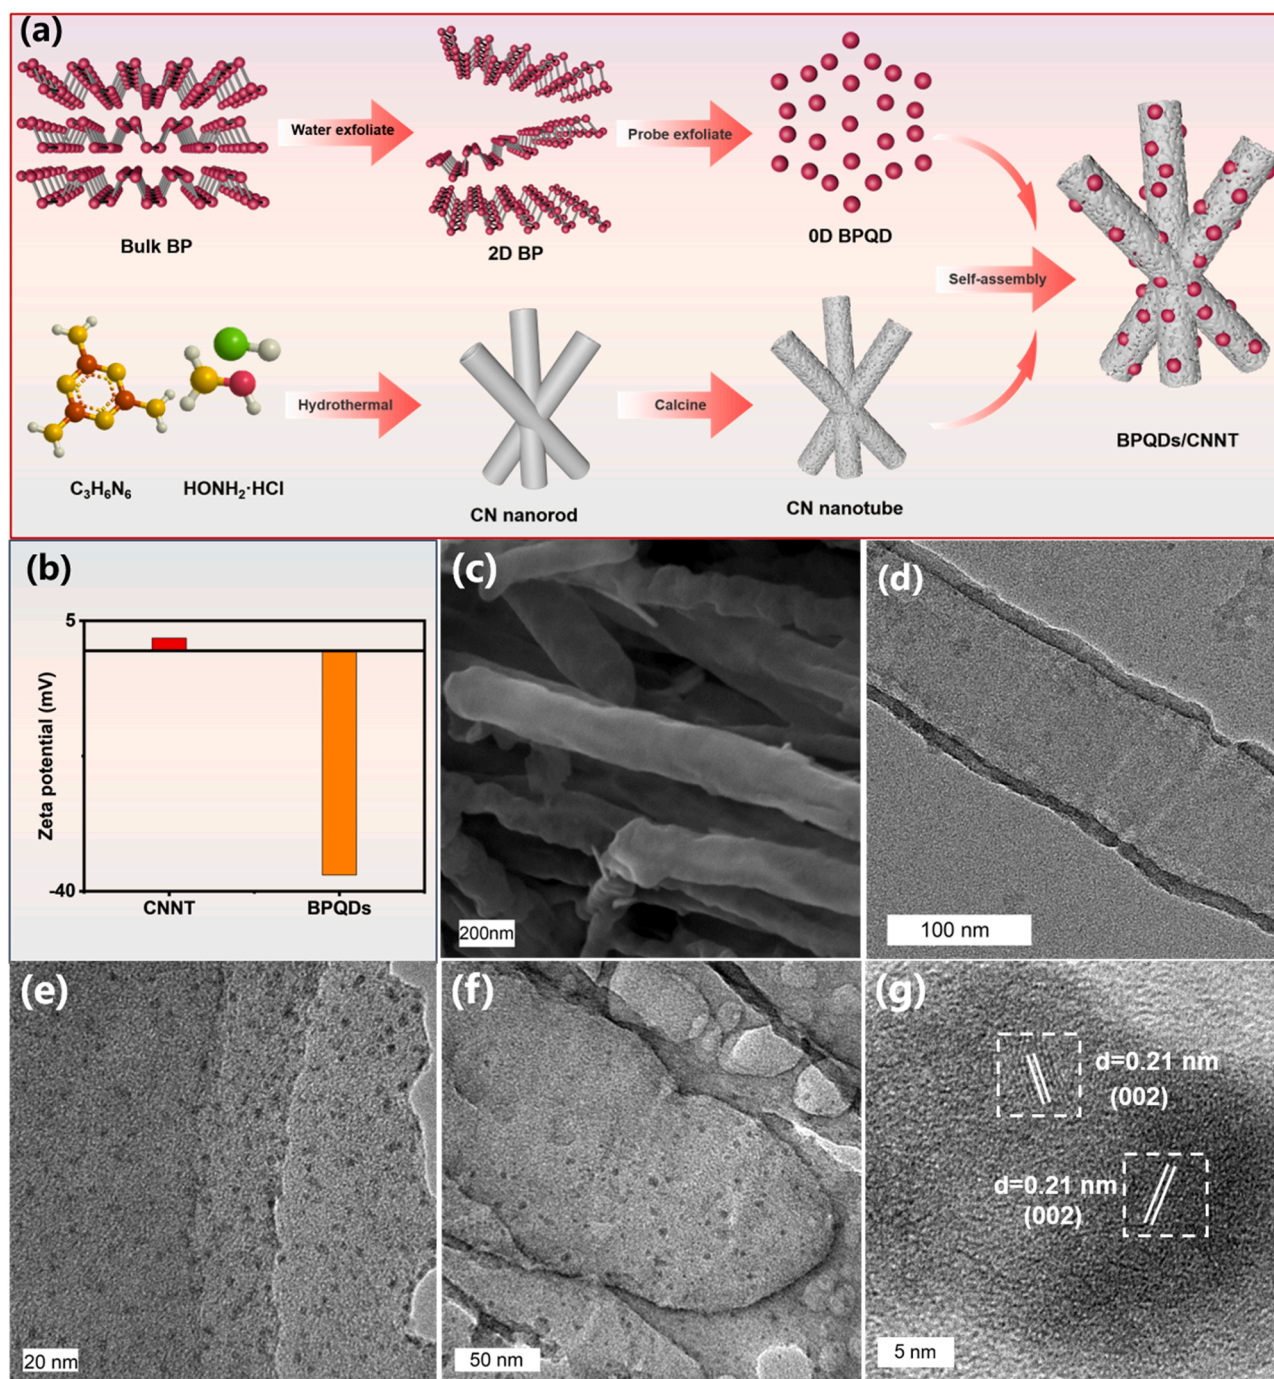 (a)
Water exfoliate
Probe exfoliate
Bulk BP
2D BP
0D BPQD
Self-assembly
Hydrothermal
Calcine
C₃H₆N₆
HONH₂·HCl
CN nanorod
CN nanotube
BPQDs/CNNT
(b)
5
Zeta potential (mV)
-40
CNNT
BPQDs
(c)
200nm
(d)
100 nm
(e)
20 nm
(f)
50 nm
(g)
d=0.21 nm
(002)
d=0.21 nm
(002)
5 nm